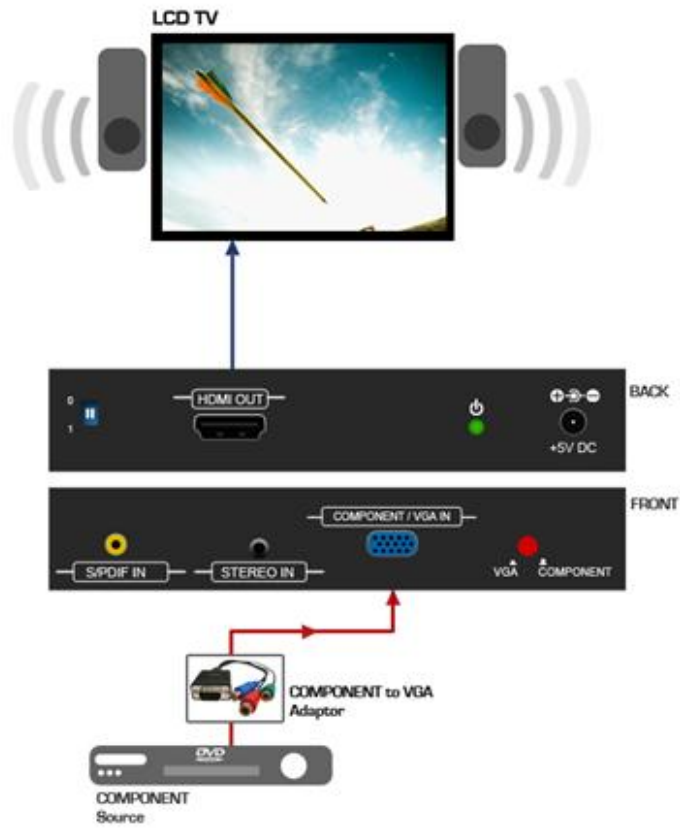 LCD TV
BACK
0
1
HDMI OUT
+5V DC
FRONT
COMPONENT / VGA IN
S/PDIF IN
STEREO IN
VGA
COMPONENT
COMPONENT to VGA
Adaptor
DVD
COMPONENT
Source